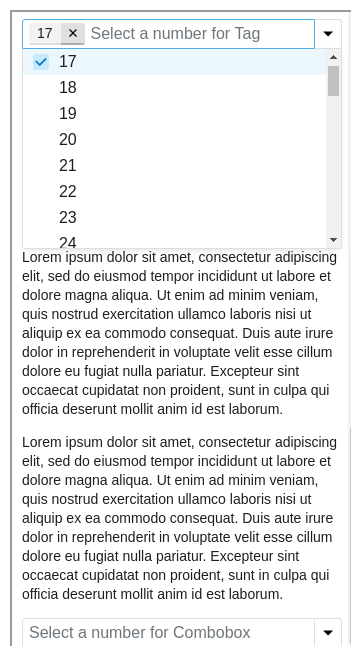 17 ✕ Select a number for Tag
17
18
19
20
21
22
23
24
Lorem ipsum dolor sit amet, consectetur adipiscing
elit, sed do eiusmod tempor incididunt ut labore et
dolore magna aliqua. Ut enim ad minim veniam,
quis nostrud exercitation ullamco laboris nisi ut
aliquip ex ea commodo consequat. Duis aute irure
dolor in reprehenderit in voluptate velit esse cillum
dolore eu fugiat nulla pariatur. Excepteur sint
occaecat cupidatat non proident, sunt in culpa qui
officia deserunt mollit anim id est laborum.
Lorem ipsum dolor sit amet, consectetur adipiscing
elit, sed do eiusmod tempor incididunt ut labore et
dolore magna aliqua. Ut enim ad minim veniam,
quis nostrud exercitation ullamco laboris nisi ut
aliquip ex ea commodo consequat. Duis aute irure
dolor in reprehenderit in voluptate velit esse cillum
dolore eu fugiat nulla pariatur. Excepteur sint
occaecat cupidatat non proident, sunt in culpa qui
officia deserunt mollit anim id est laborum.
Select a number for Combobox